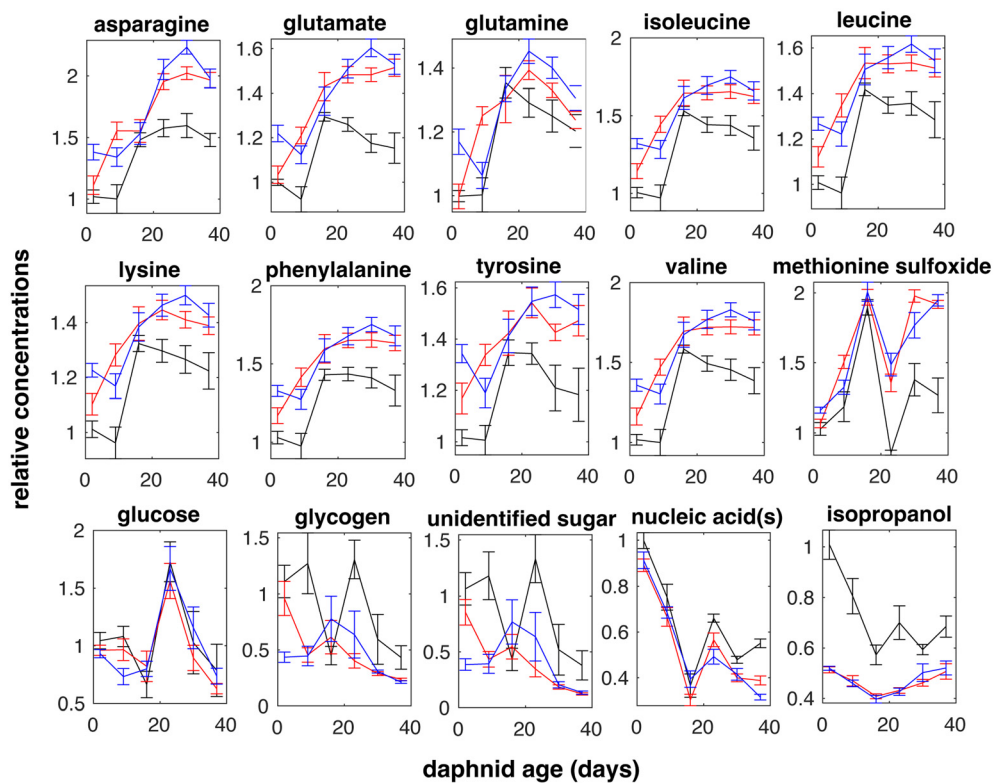 asparagine glutamate glutamine isoleucine leucine
2 1.5 1
1.6 1.4 1.2 1
1.4 1.2 1
2 1.5 1
1.6 1.4 1.2 1
0 20 40 0 20 40 0 20 40 0 20 40 0 20 40
relative concentrations
lysine phenylalanine tyrosine valine methionine sulfoxide
1.4 1.2 1
2 1.5 1
1.6 1.4 1.2 1
2 1.5 1
2 1.5 1
0 20 40 0 20 40 0 20 40 0 20 40 0 20 40
glucose glycogen unidentified sugar nucleic acid(s) isopropanol
2 1.5 1 0.5
1.5 1 0.5 0
1.5 1 0.5 0
1 0.8 0.6 0.4
1 0.8 0.6 0.4
0 20 40 0 20 40 0 20 40 0 20 40 0 20 40
daphnid age (days)